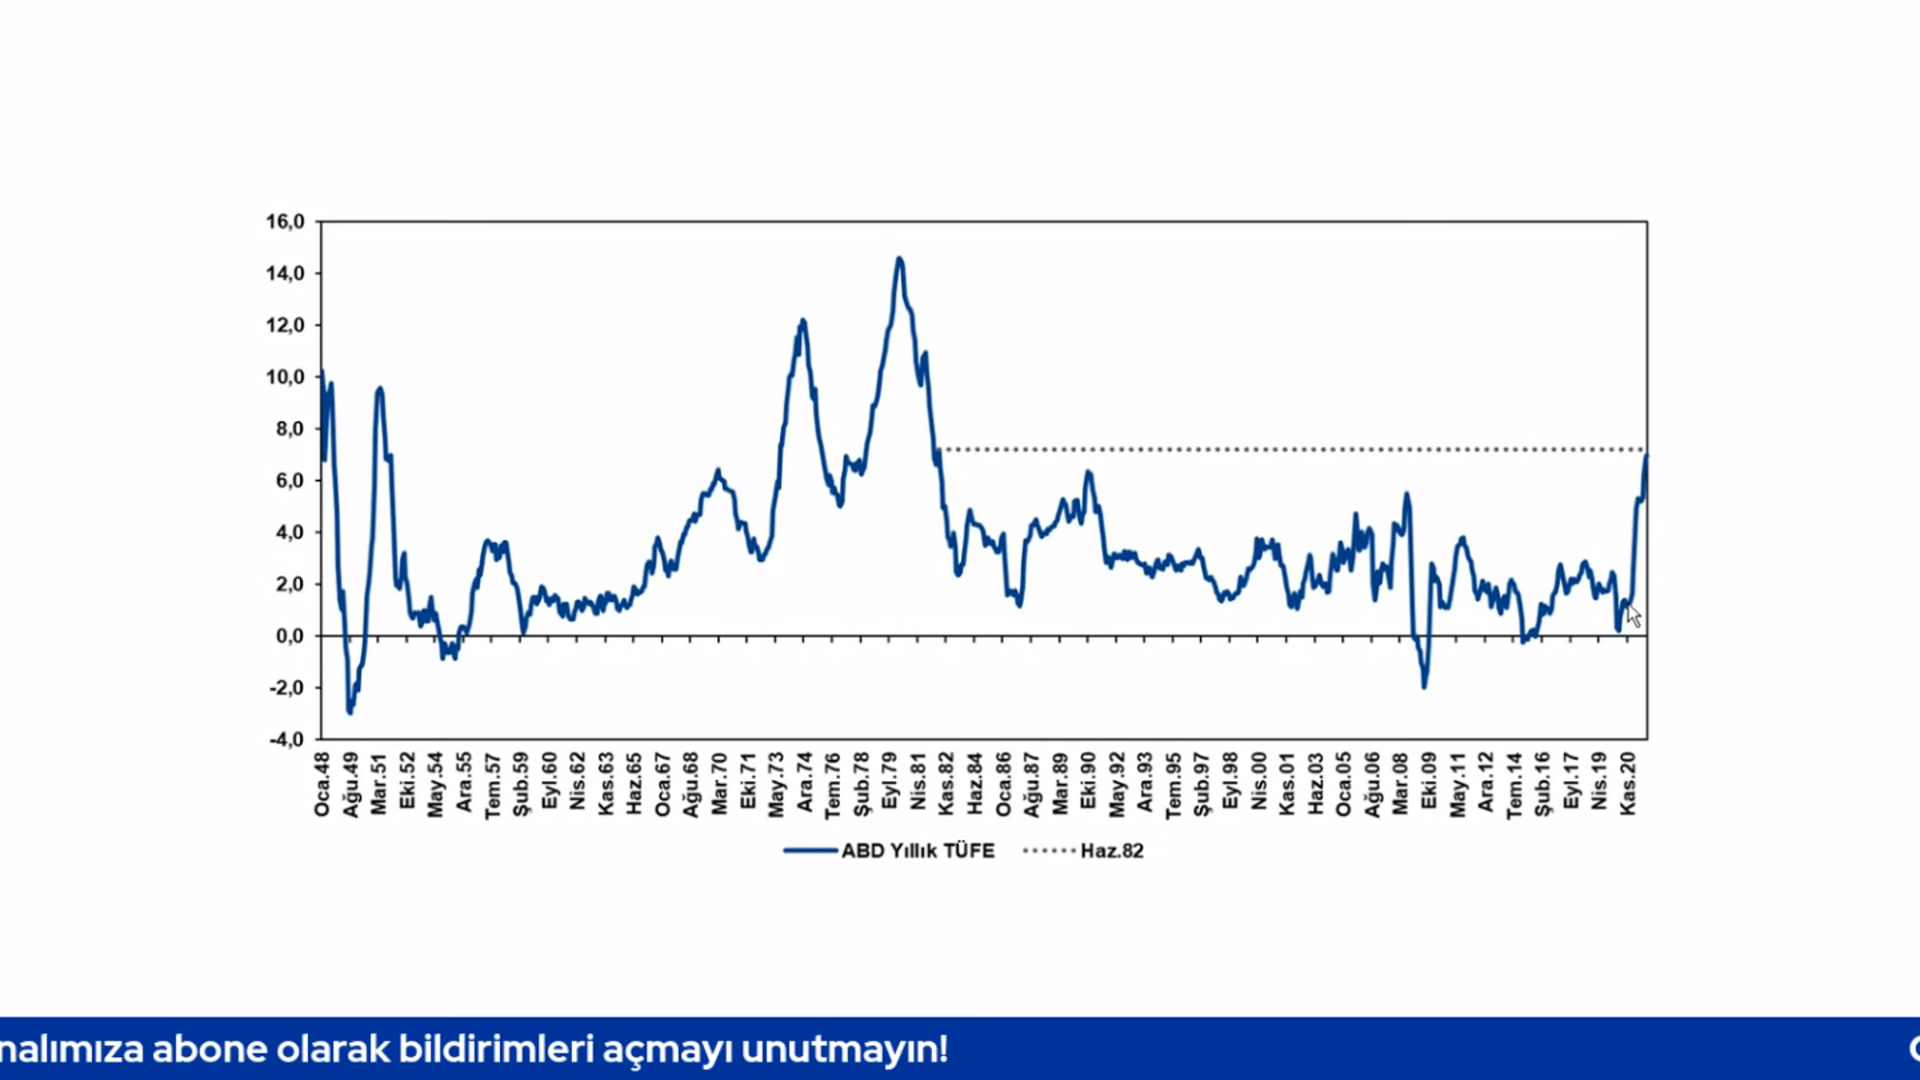 16,0
14,0
12,0
10,0
8,0
6,0
4,0
2,0
0,0
-2,0
-4,0
Oca.48
Ağu.49
Mar.51
Eki.52
May.54
Ara.55
Tem.57
Şub.59
Eyl.60
Nis.62
Kas.63
Haz.65
Oca.67
Ağu.68
Mar.70
Eki.71
May.73
Ara.74
Tem.76
Şub.78
Eyl.79
Nis.81
Kas.82
Haz.84
Oca.86
Ağu.87
Mar.89
Eki.90
May.92
Ara.93
Tem.95
Şub.97
Eyl.98
Nis.00
Kas.01
Haz.03
Oca.05
Ağu.06
Mar.08
Eki.09
May.11
Ara.12
Tem.14
Şub.16
Eyl.17
Nis.19
Kas.20
ABD Yıllık TÜFE
Haz.82
nalımıza abone olarak bildirimleri açmayı unutmayın!